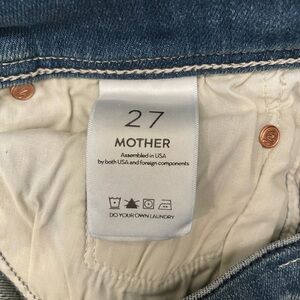 27
MOTHER
Assembled in USA
by both USA and foreign components
DO YOUR OWN LAUNDRY